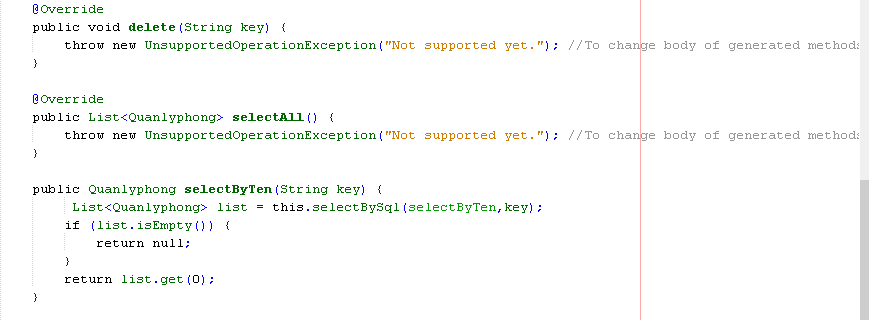 @Override
public void delete(String key) {
throw new UnsupportedOperationException("Not supported yet."); //To change body of generated methods
}
@Override
public List<Quanlyphong> selectAll() {
throw new UnsupportedOperationException("Not supported yet."); //To change body of generated methods
}
public Quanlyphong selectByTen(String key) {
List<Quanlyphong> list = this.selectBySql(selectByTen,key);
if (list.isEmpty()) {
return null;
}
return list.get(0);
}